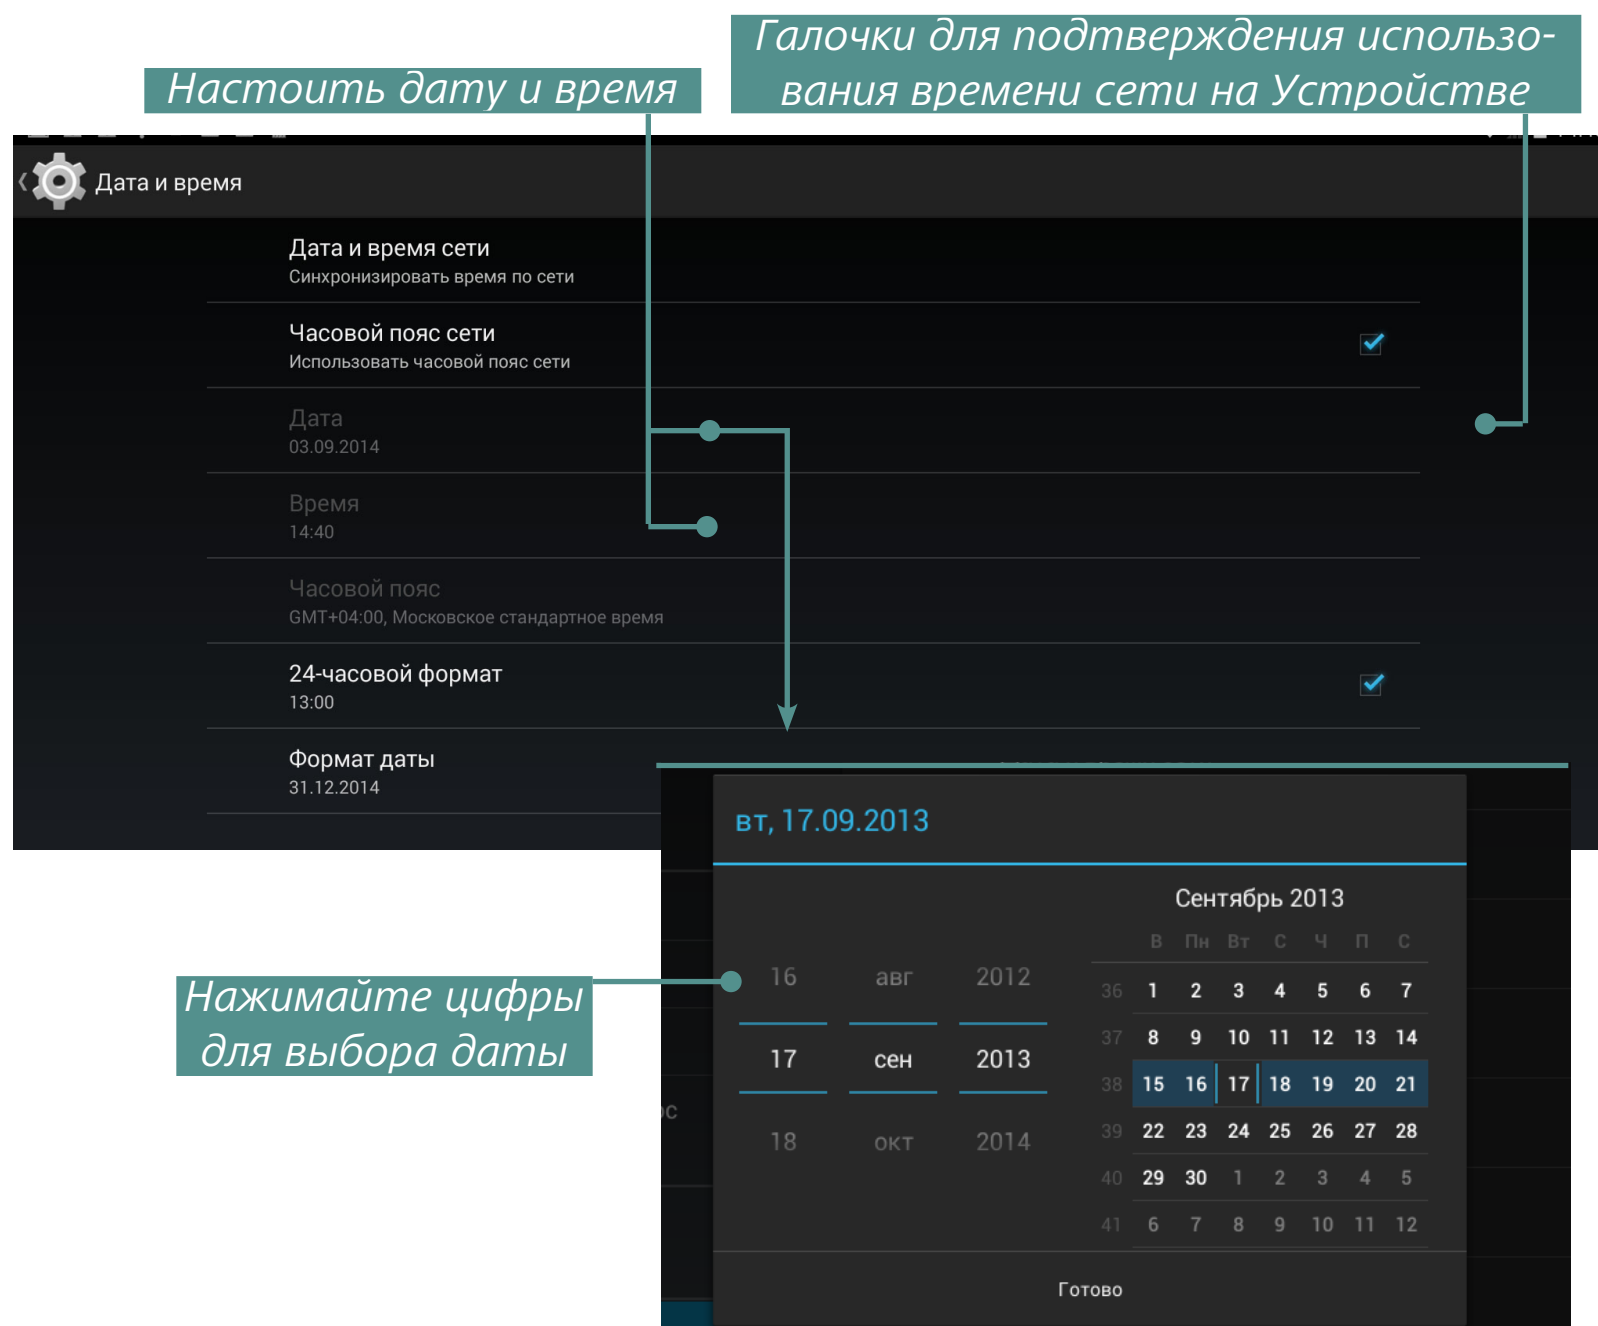 Галочки для подтверждения использо-
вания времени сети на Устройстве
Настоить дату и время
Дата и время
Дата и время сети
Синхронизировать время по сети
Часовой пояс сети
Использовать часовой пояс сети
Дата
03.09.2014
Время
14:40
Часовой пояс
GMT+04:00, Московское стандартное время
24-часовой формат
13:00
Формат даты
31.12.2014
вт, 17.09.2013
Сентябрь 2013
В Пн Вт С Ч П С
16 авг 2012
17 сен 2013
18 окт 2014
36 1 2 3 4 5 6 7
37 8 9 10 11 12 13 14
38 15 16 17 18 19 20 21
39 22 23 24 25 26 27 28
40 29 30 1 2 3 4 5
41 6 7 8 9 10 11 12
Готово
Нажимайте цифры
для выбора даты